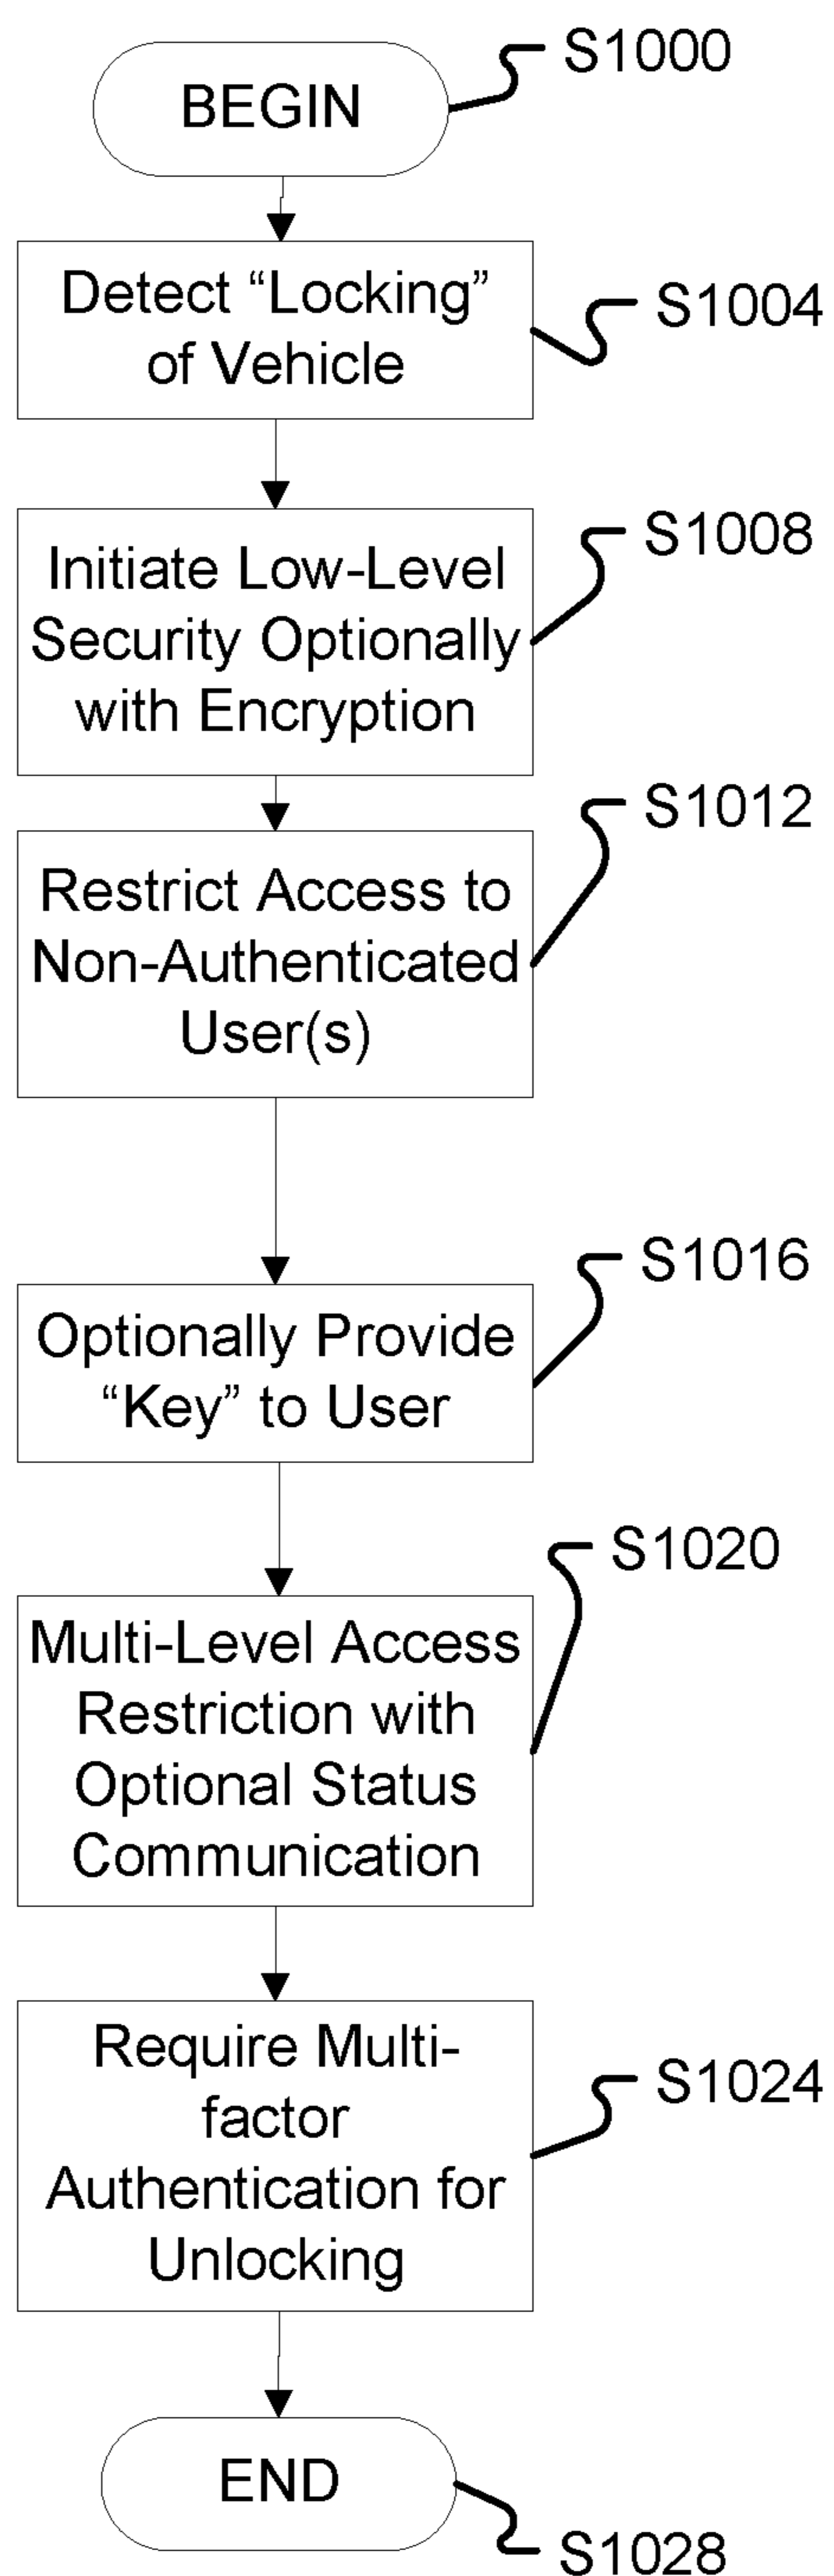 BEGIN
S1000
Detect “Locking”
of Vehicle
S1004
Initiate Low-Level
Security Optionally
with Encryption
S1008
Restrict Access to
Non-Authenticated
User(s)
S1012
Optionally Provide
“Key” to User
S1016
Multi-Level Access
Restriction with
Optional Status
Communication
S1020
Require Multi-
factor
Authentication for
Unlocking
S1024
END
S1028